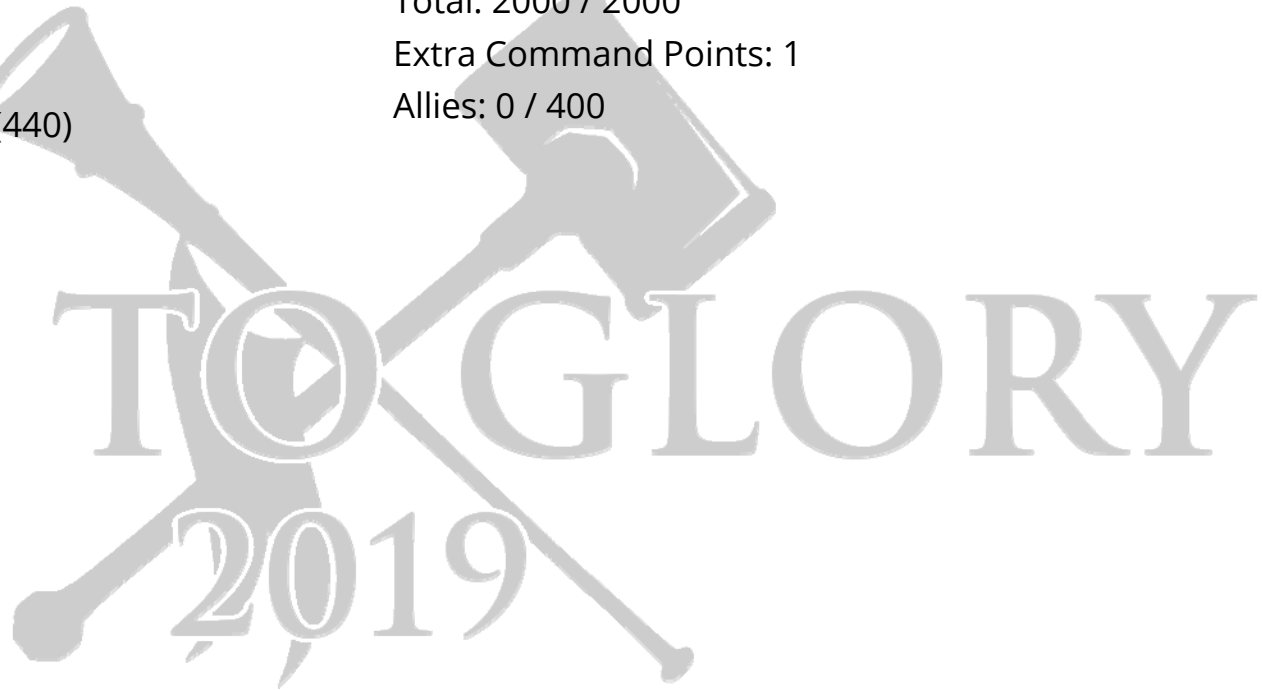 Total: 2000 / 2000
Extra Command Points: 1
Allies: 0 / 400
(440)
TO GLORY
2019